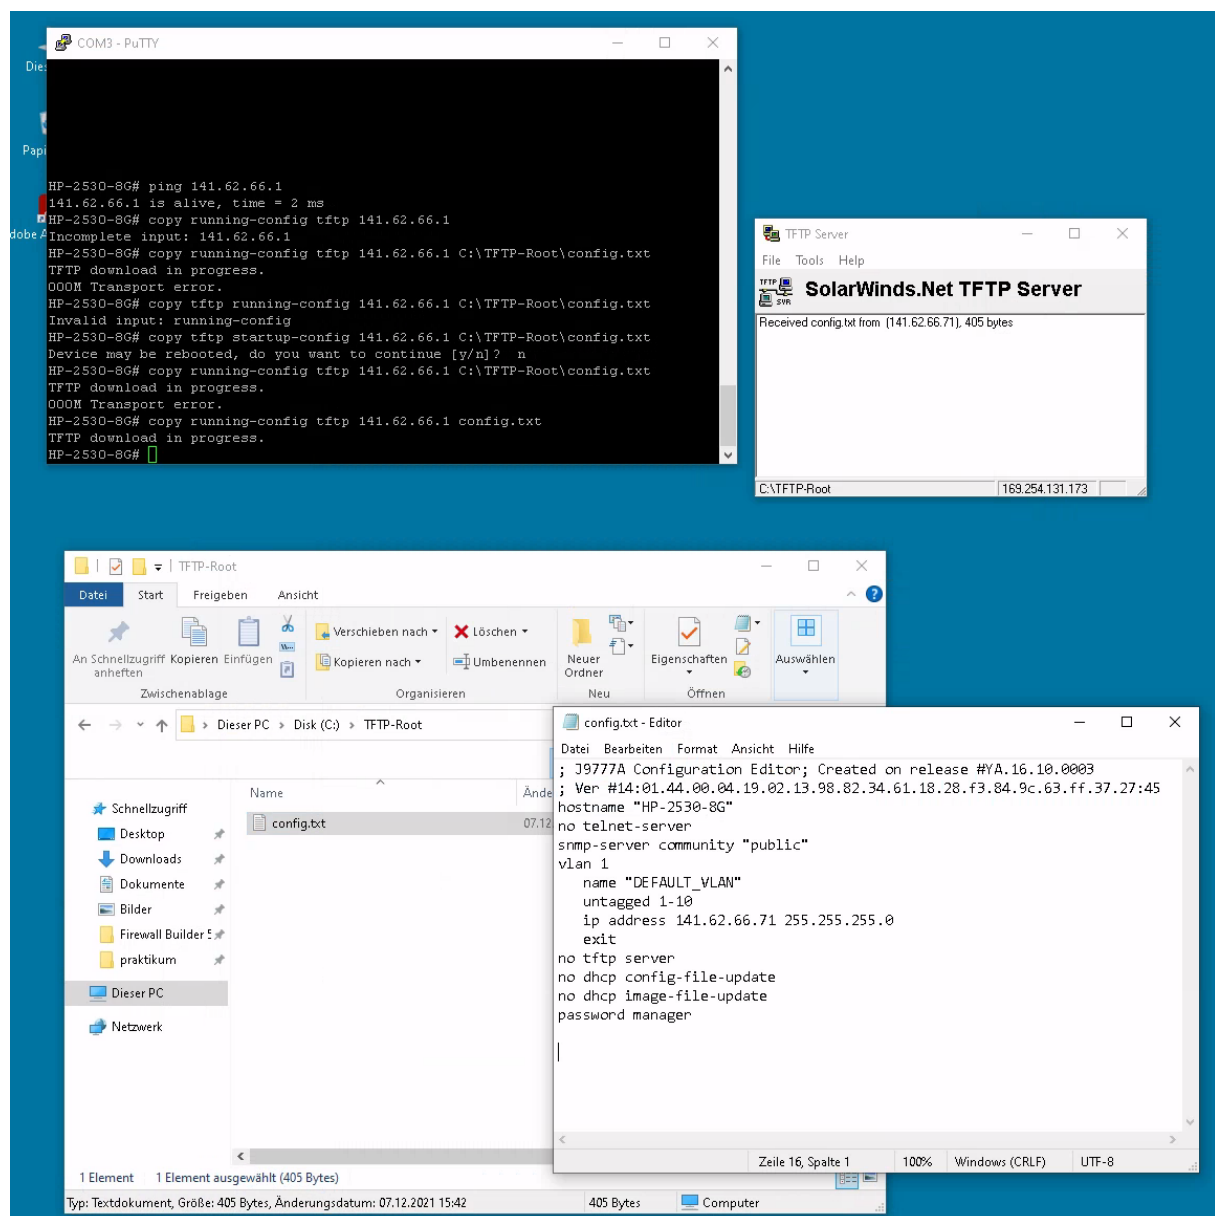 COM3 - PuTTY
Papi
HP-2530-8G# ping 141.62.66.1
141.62.66.1 is alive, time = 2 ms
HP-2530-8G# copy running-config tftp 141.62.66.1
Incomplete input: 141.62.66.1
HP-2530-8G# copy running-config tftp 141.62.66.1 C:\TFTP-Root\config.txt
TFTP download in progress.
000M Transport error.
HP-2530-8G# copy tftp running-config 141.62.66.1 C:\TFTP-Root\config.txt
Invalid input: running-config
HP-2530-8G# copy tftp startup-config 141.62.66.1 C:\TFTP-Root\config.txt
Device may be rebooted, do you want to continue [y/n]? n
HP-2530-8G# copy running-config tftp 141.62.66.1 C:\TFTP-Root\config.txt
TFTP download in progress.
000M Transport error.
HP-2530-8G# copy running-config tftp 141.62.66.1 config.txt
TFTP download in progress.
HP-2530-8G#
TFTP Server
File Tools Help
SolarWinds.Net TFTP Server
Received config.txt from (141.62.66.71), 405 bytes
C:\TFTP-Root 169.254.131.173
TFTP-Root
Datei Start Freigeben Ansicht
An Schnellzugriff anheften
Kopieren
Einfügen
Zwischenablage
Verschieben nach
Kopieren nach
Löschen
Umbenennen
Organisieren
Neuer Ordner
Neu
Eigenschaften
Öffnen
Auswählen
Dieser PC > Disk (C:) > TFTP-Root
Name Ände
config.txt 07.12
Schnellzugriff
Desktop
Downloads
Dokumente
Bilder
Firewall Builder 5
praktikum
Dieser PC
Netzwerk
1 Element 1 Element ausgewählt (405 Bytes)
Typ: Textdokument, Größe: 405 Bytes, Änderungsdatum: 07.12.2021 15:42 405 Bytes Computer
config.txt - Editor
Datei Bearbeiten Format Ansicht Hilfe
; J9777A Configuration Editor; Created on release #YA.16.10.0003
; Ver #14:01.44.00.04.19.02.13.98.82.34.61.18.28.f3.84.9c.63.ff.37.27:45
hostname "HP-2530-8G"
no telnet-server
snmp-server community "public"
vlan 1
name "DEFAULT_VLAN"
untagged 1-10
ip address 141.62.66.71 255.255.255.0
exit
no tftp server
no dhcp config-file-update
no dhcp image-file-update
password manager
Zeile 16, Spalte 1 100% Windows (CRLF) UTF-8